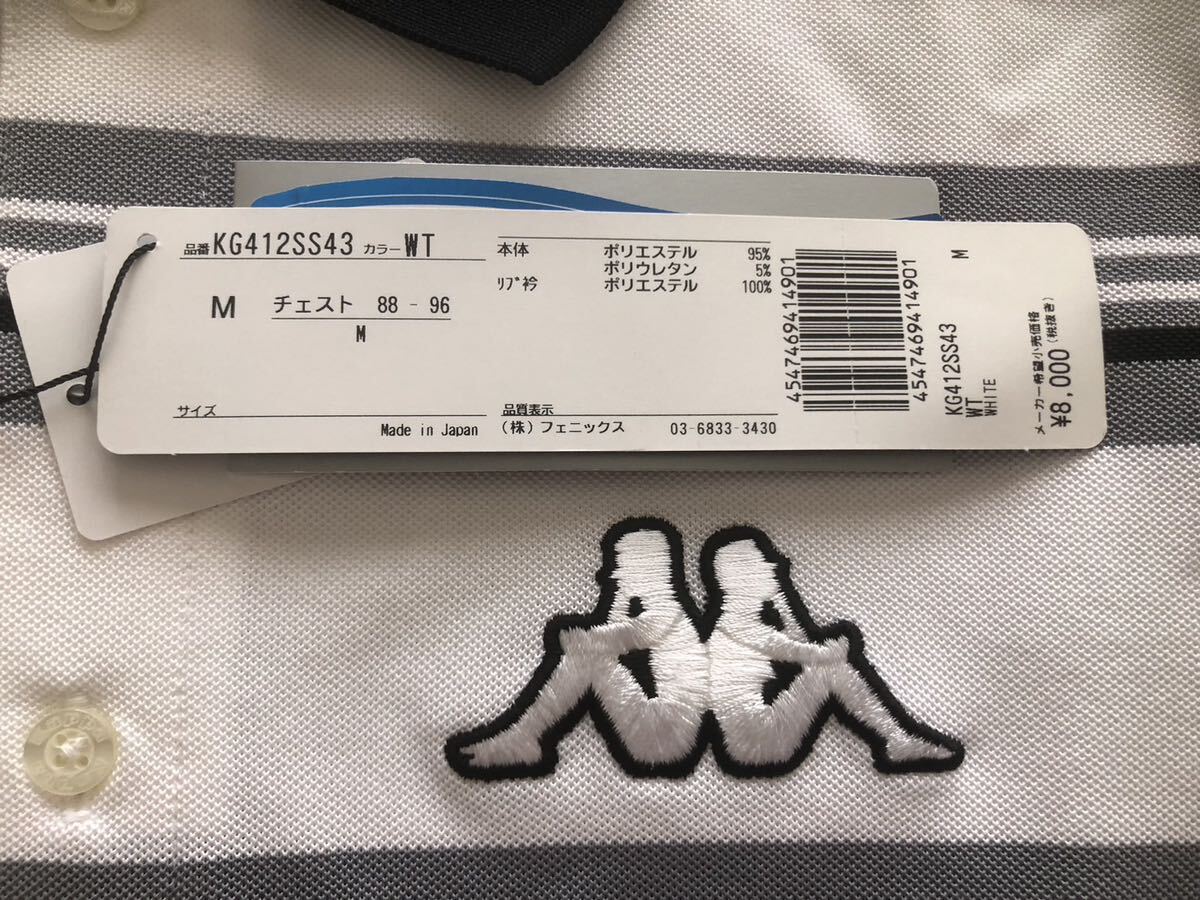 品番 KG412SS43 カラー WT
M チェスト 88 - 96
M
サイズ
Made in Japan
本体 ポリエステル 95%
ポリウレタン 5%
リブ衿 ポリエステル 100%
品質表示
(株) フェニックス 03-6833-3430
4547469414901
4547469414901
M
KG412SS43
WT
WHITE
メーカー希望小売価格
¥8,000 (税抜き)